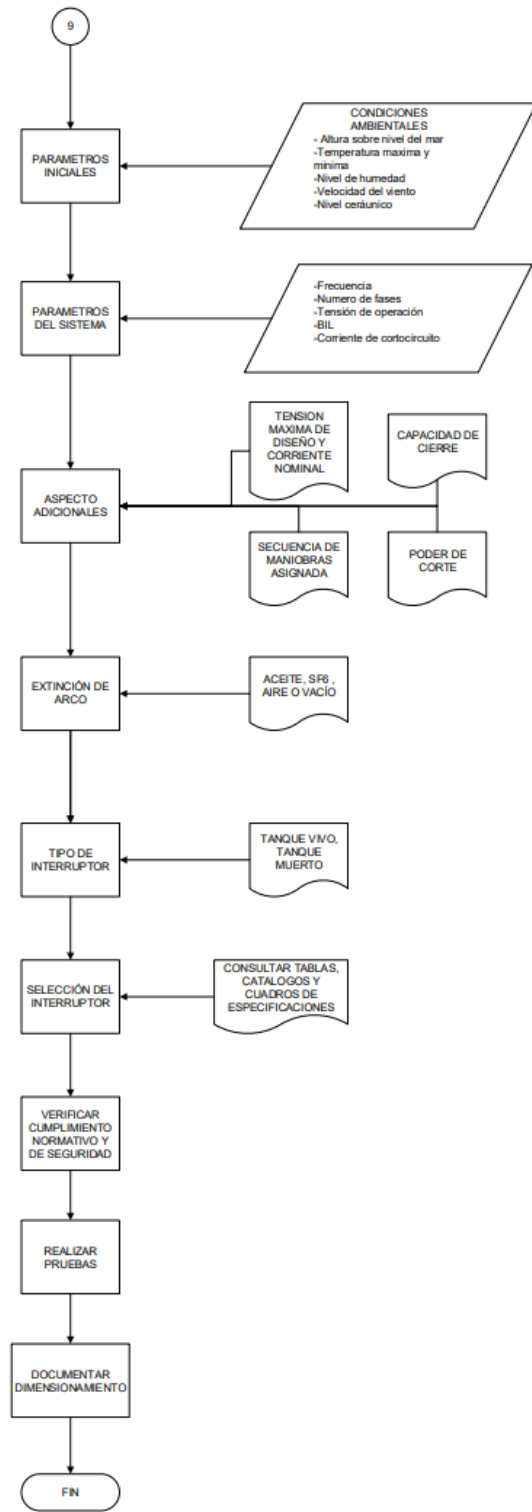 9
PARAMETROS
INICIALES
CONDICIONES
AMBIENTALES
- Altura sobre nivel del mar
-Temperatura maxima y
minima
-Nivel de humedad
-Velocidad del viento
-Nivel ceráunico
PARAMETROS
DEL SISTEMA
-Frecuencia
-Numero de fases
-Tensión de operación
-BIL
-Corriente de cortocircuito
TENSION
MAXIMA DE
DISEÑO Y
CORRIENTE
NOMINAL
CAPACIDAD DE
CIERRE
ASPECTO
ADICIONALES
SECUENCIA DE
MANIOBRAS
ASIGNADA
PODER DE
CORTE
EXTINCIÓN DE
ARCO
ACEITE, SF6 ,
AIRE O VACÍO
TIPO DE
INTERRUPTOR
TANQUE VIVO,
TANQUE
MUERTO
SELECCIÓN DEL
INTERRUPTOR
CONSULTAR TABLAS,
CATALOGOS Y
CUADROS DE
ESPECIFICACIONES
VERIFICAR
CUMPLIMIENTO
NORMATIVO Y
DE SEGURIDAD
REALIZAR
PRUEBAS
DOCUMENTAR
DIMENSIONAMIENTO
FIN